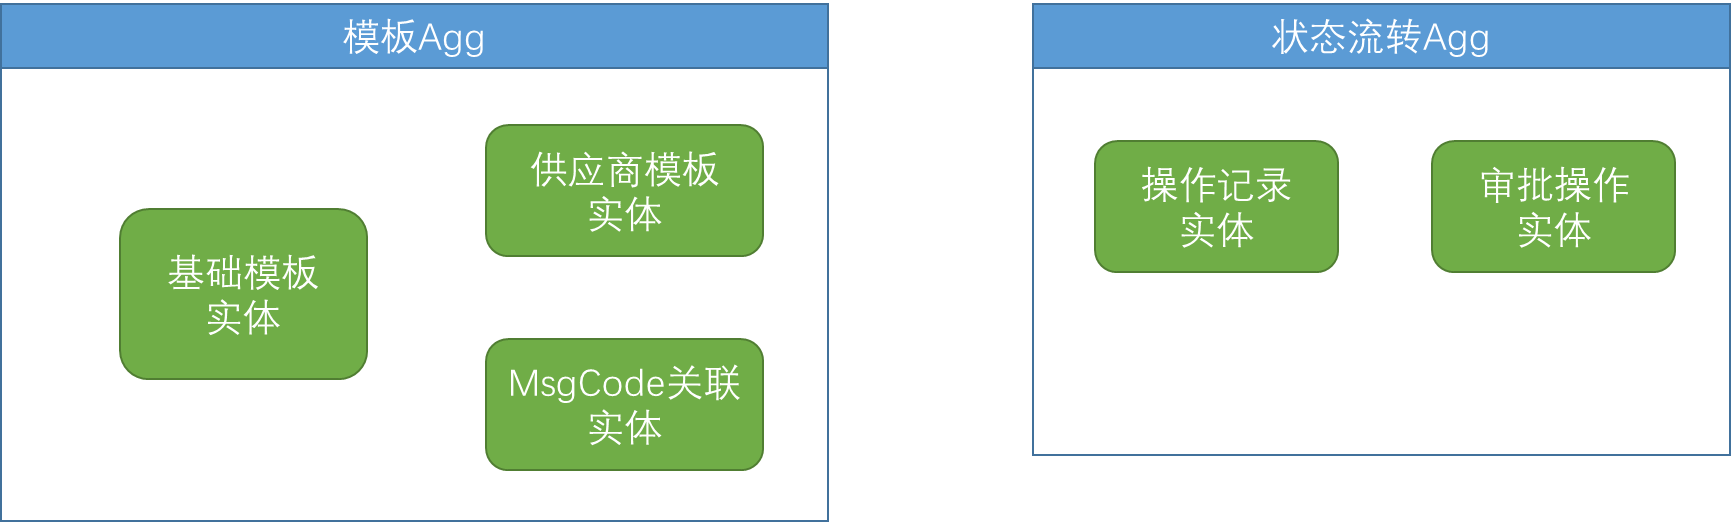 模板Agg
基础模板
实体
供应商模板
实体
MsgCode关联
实体
状态流转Agg
操作记录
实体
审批操作
实体